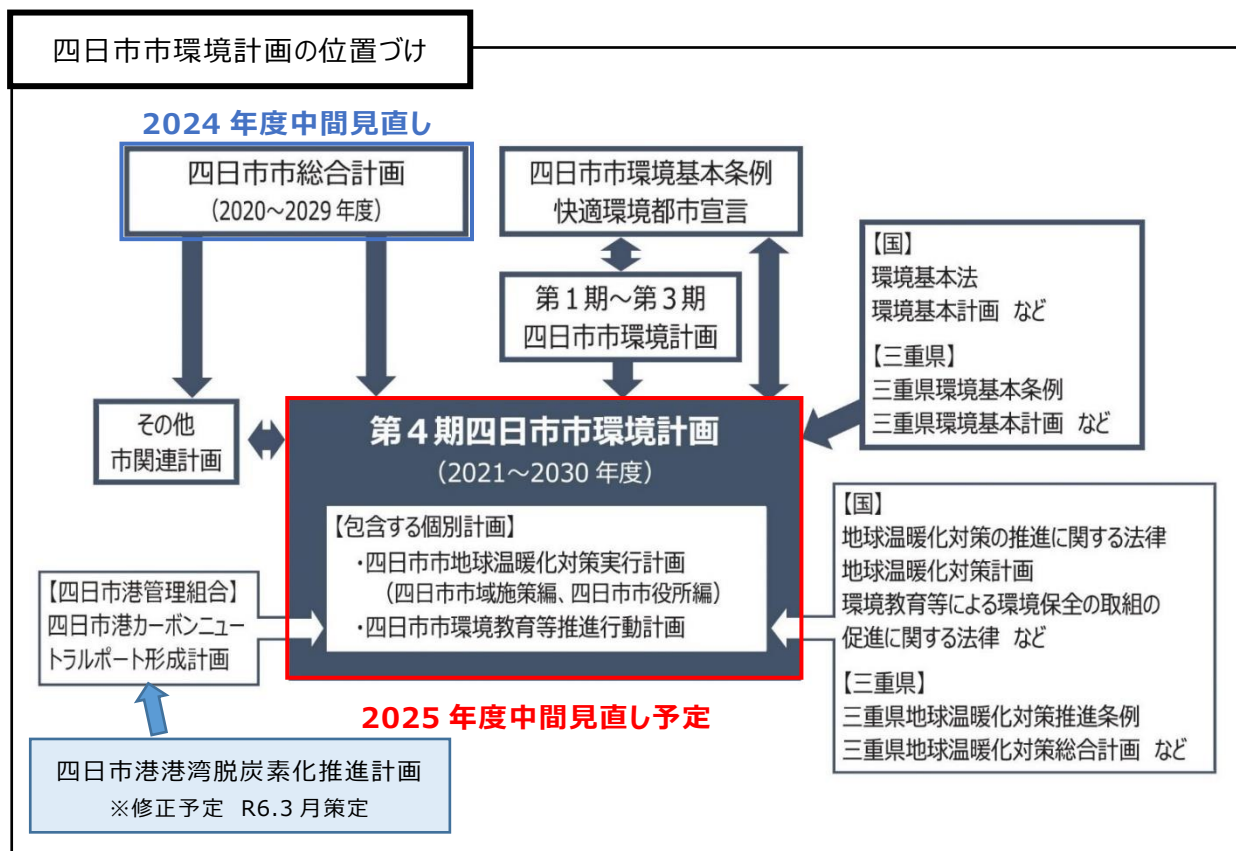 四日市市環境計画の位置づけ
2024 年度中間見直し
四日市市総合計画
(2020~2029 年度)
四日市市環境基本条例
快適環境都市宣言
第1期~第3期
四日市市環境計画
【国】
環境基本法
環境基本計画 など
【三重県】
三重県環境基本条例
三重県環境基本計画 など
その他
市関連計画
第4期四日市市環境計画
(2021~2030 年度)
【包含する個別計画】
・四日市市地球温暖化対策実行計画
(四日市市域施策編、四日市市役所編)
・四日市市環境教育等推進行動計画
【四日市港管理組合】
四日市港カーボンニュー
トラルポート形成計画
【国】
地球温暖化対策の推進に関する法律
地球温暖化対策計画
環境教育等による環境保全の取組の
促進に関する法律 など
【三重県】
三重県地球温暖化対策推進条例
三重県地球温暖化対策総合計画 など
2025 年度中間見直し予定
四日市港港湾脱炭素化推進計画
※修正予定 R6.3 月策定